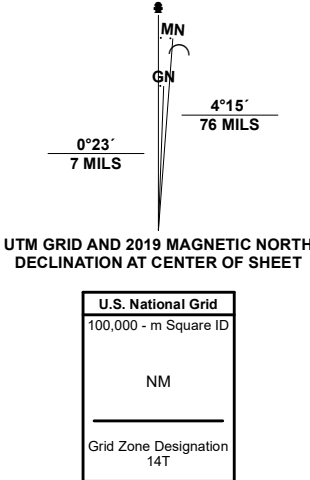 MN
GN
4°15´
76 MILS
0°23´
7 MILS
UTM GRID AND 2019 MAGNETIC NORTH
DECLINATION AT CENTER OF SHEET
U.S. National Grid
100,000 - m Square ID
NM
Grid Zone Designation
14T